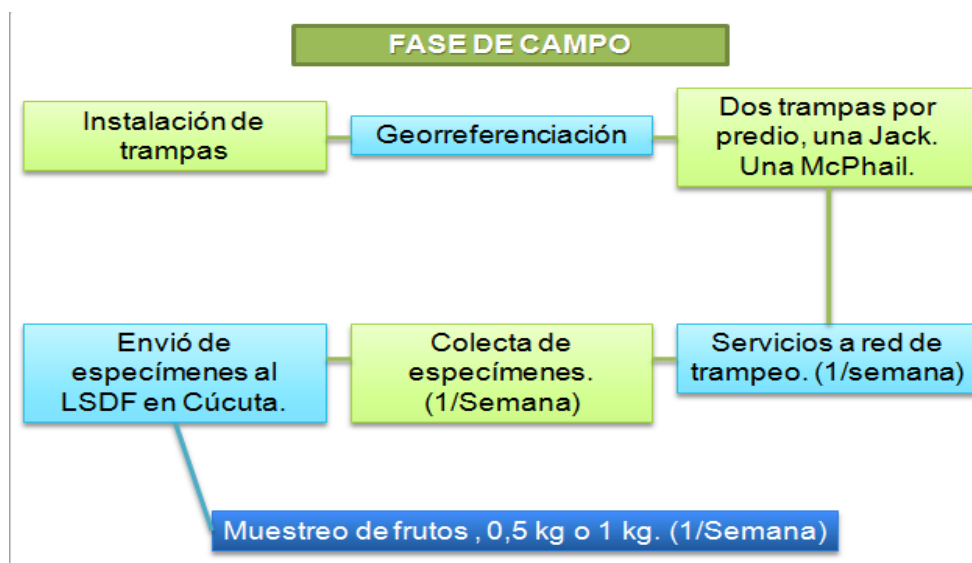 FASE DE CAMPO
Instalación de
trampas
Georreferenciación
Dos trampas por
predio, una Jack.
Una McPhail.
Servicios a red de
trampeo. (1/semana)
Colecta de
especímenes.
(1/Semana)
Envió de
especímenes al
LSDF en Cúcuta.
Muestreo de frutos , 0,5 kg o 1 kg. (1/Semana)